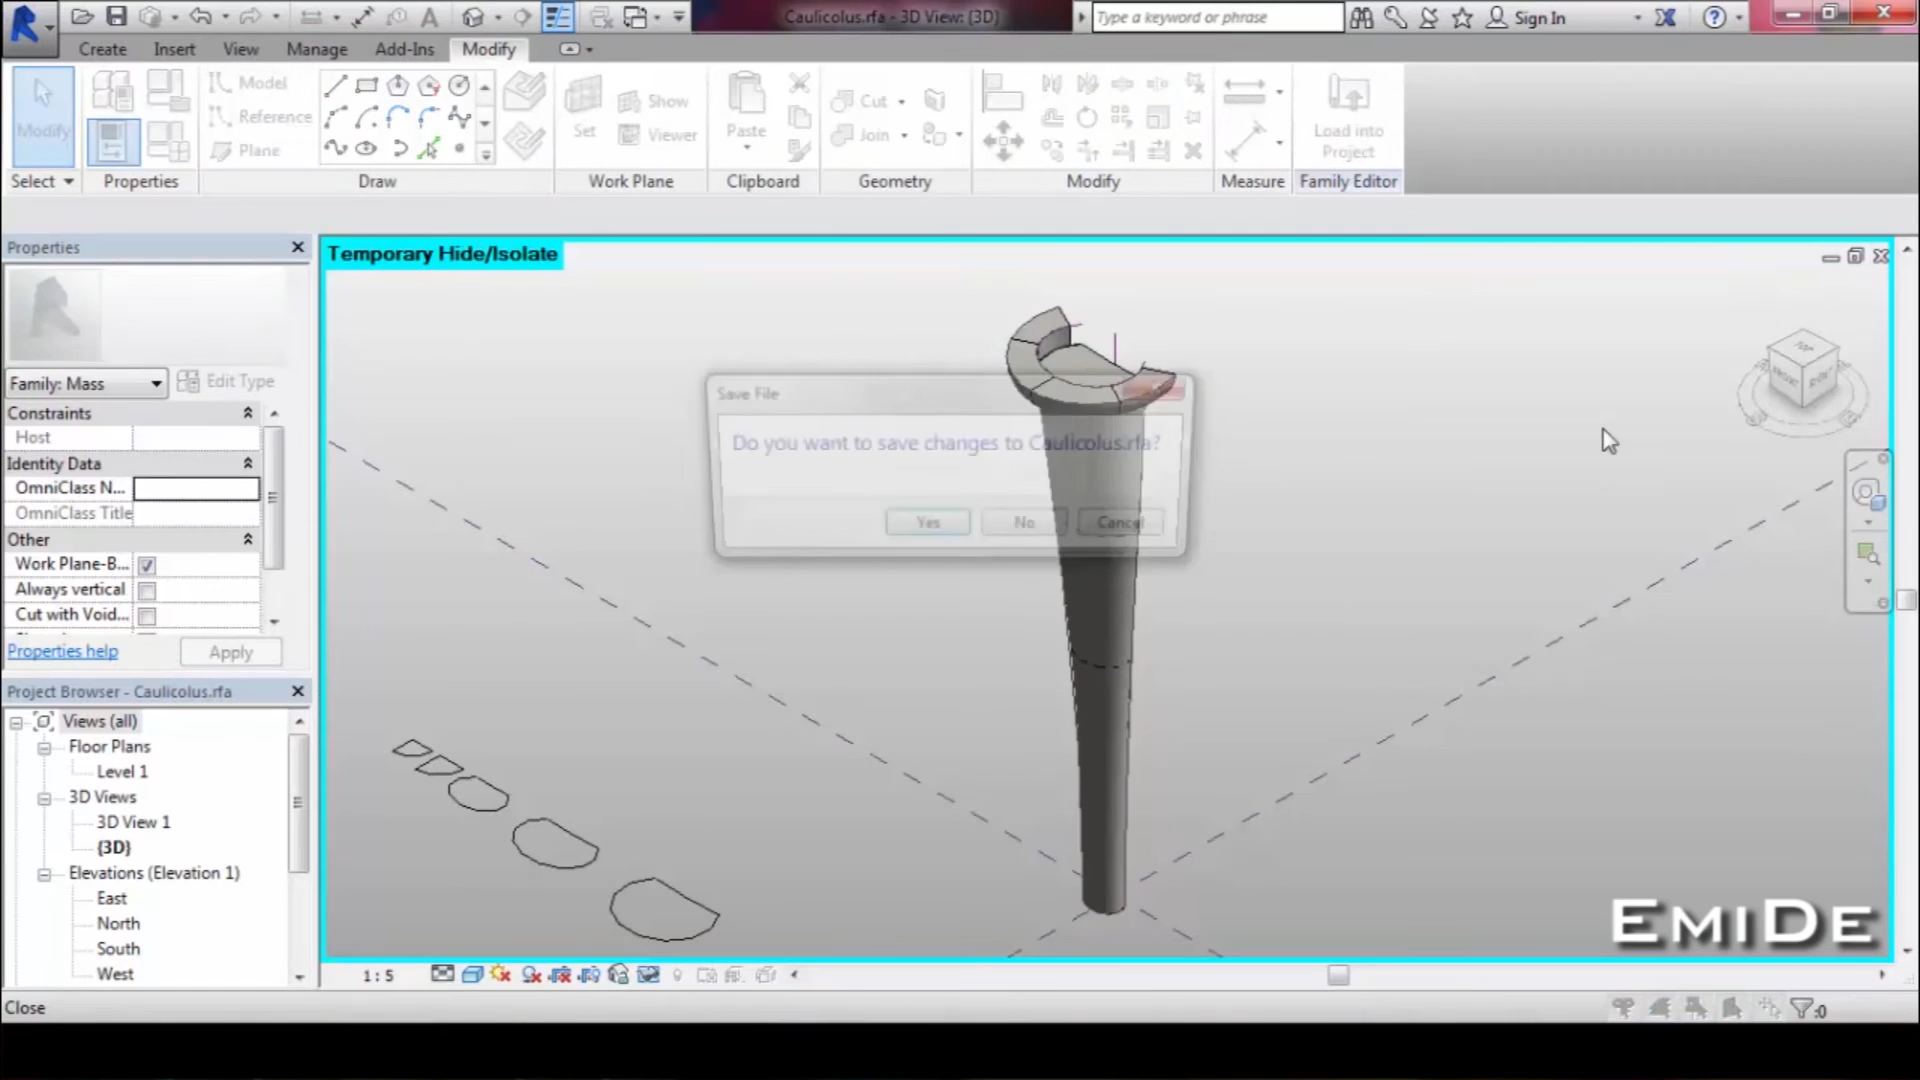 Caulicolus.rfa - 3D View: {3D}
Type a keyword or phrase
Sign In
Create
Insert
View
Manage
Add-Ins
Modify
Modify
Model
Reference
Plane
Set
Show
Viewer
Paste
Cut
Join
Load into
Project
Select
Properties
Draw
Work Plane
Clipboard
Geometry
Modify
Measure
Family Editor
Properties
Family: Mass
Edit Type
Constraints
Host
Identity Data
OmniClass N...
OmniClass Title
Other
Work Plane-B...
Always vertical
Cut with Void...
Properties help
Apply
Project Browser - Caulicolus.rfa
Views (all)
Floor Plans
Level 1
3D Views
3D View 1
{3D}
Elevations (Elevation 1)
East
North
South
West
Temporary Hide/Isolate
Save File
Do you want to save changes to Caulicolus.rfa?
Yes
No
Cancel
TOP
FRONT
RIGHT
EMIDE
1 : 5
Close
:0